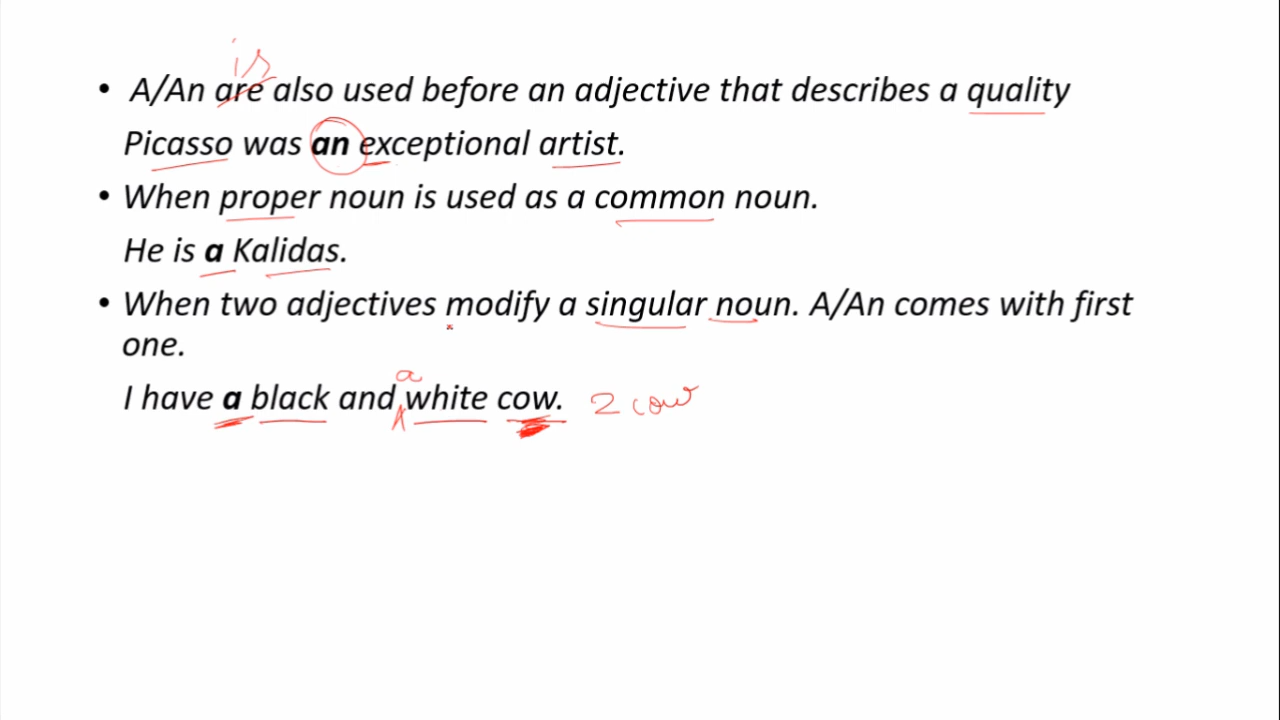 is
• A/An are also used before an adjective that describes a quality
Picasso was an exceptional artist.
• When proper noun is used as a common noun.
He is a Kalidas.
• When two adjectives modify a singular noun. A/An comes with first
one.
a
I have a black and white cow. 2 cow